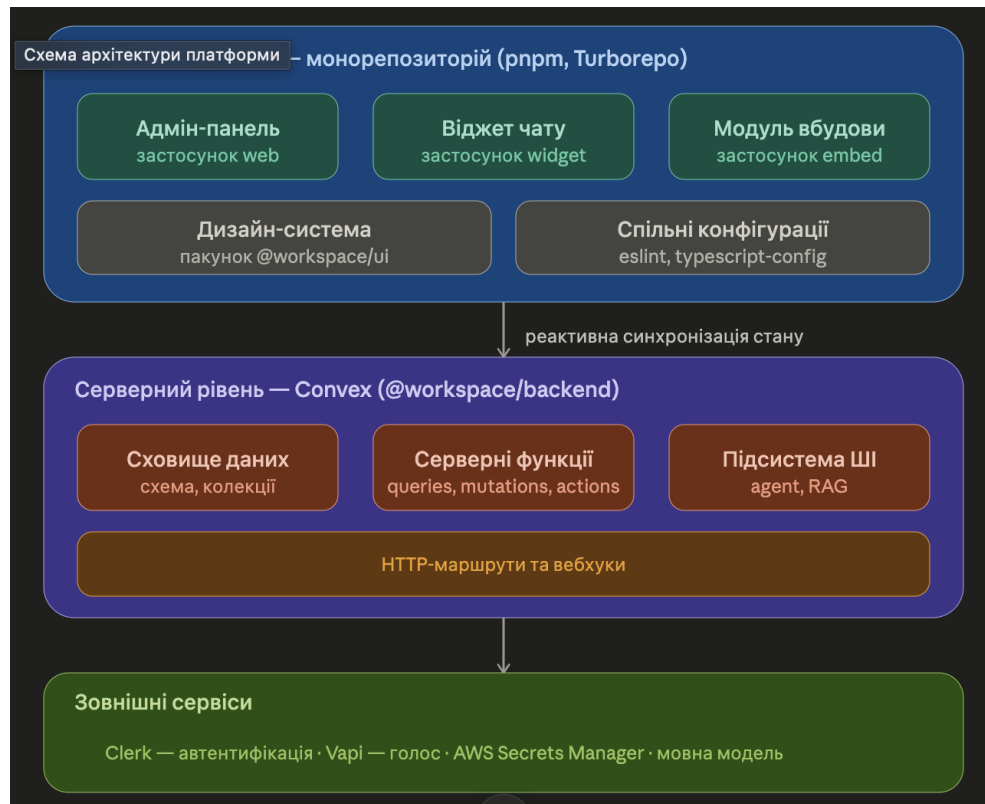 Схема архітектури платформи
– монорепозиторій (pnpm, Turborepo)
Адмін-панель
застосунок web
Віджет чату
застосунок widget
Модуль вбудови
застосунок embed
Дизайн-система
пакунок @workspace/ui
Спільні конфігурації
eslint, typescript-config
реактивна синхронізація стану
Серверний рівень — Convex (@workspace/backend)
Сховище даних
схема, колекції
Серверні функції
queries, mutations, actions
Підсистема ШІ
agent, RAG
HTTP-маршрути та вебхуки
Зовнішні сервіси
Clerk — автентифікація · Vapi — голос · AWS Secrets Manager · мовна модель